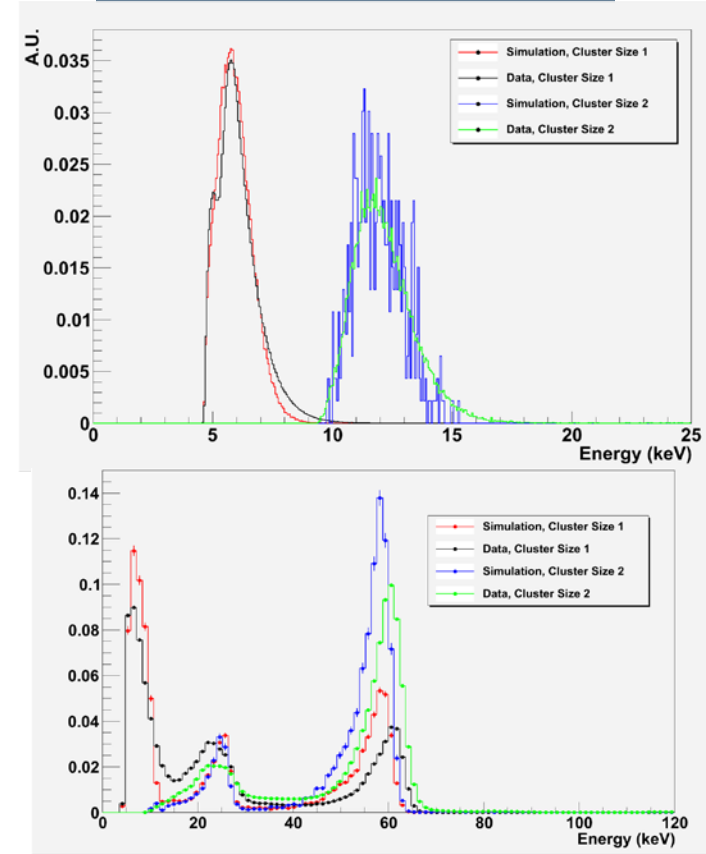 A.U.
0.035
0.03
0.025
0.02
0.015
0.01
0.005
0
Simulation, Cluster Size 1
Data, Cluster Size 1
Simulation, Cluster Size 2
Data, Cluster Size 2
0 5 10 15 20 25
Energy (keV)
0.14
0.12
0.1
0.08
0.06
0.04
0.02
0
Simulation, Cluster Size 1
Data, Cluster Size 1
Simulation, Cluster Size 2
Data, Cluster Size 2
0 20 40 60 80 100 120
Energy (keV)